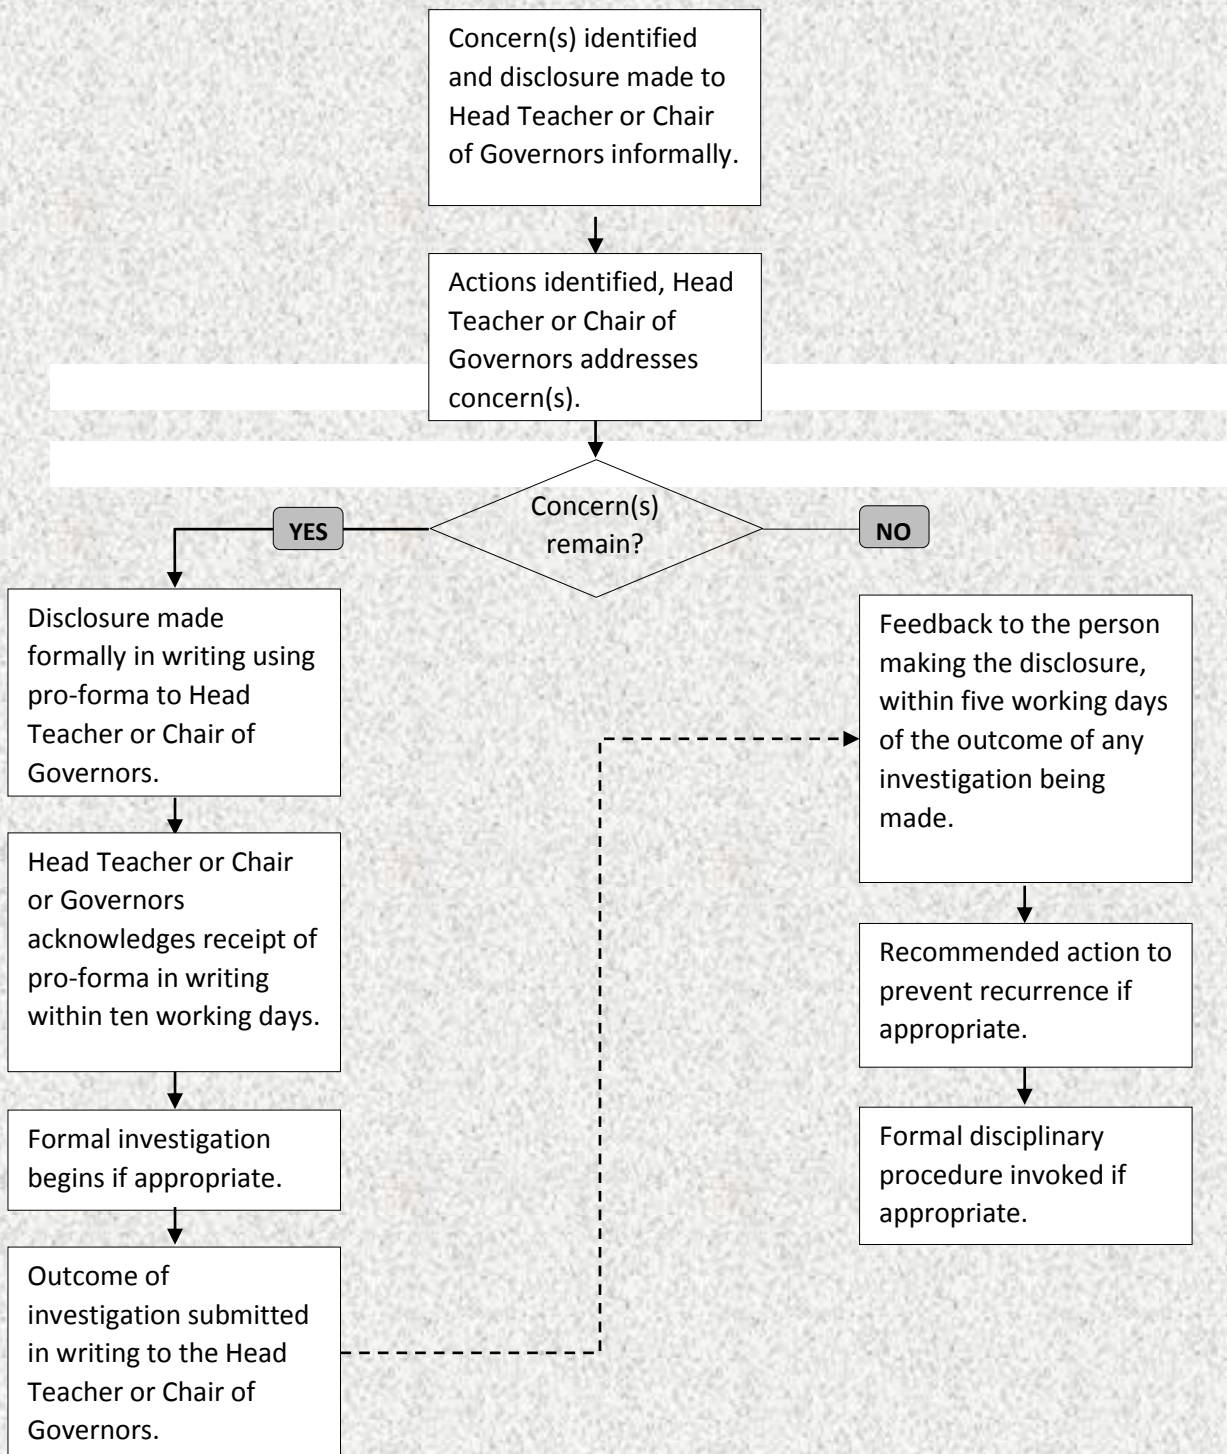 Concern(s) identified
and disclosure made to
Head Teacher or Chair
of Governors informally.
Actions identified, Head
Teacher or Chair of
Governors addresses
concern(s).
Concern(s)
remain?
YES
NO
Disclosure made
formally in writing using
pro-forma to Head
Teacher or Chair of
Governors.
Head Teacher or Chair
or Governors
acknowledges receipt of
pro-forma in writing
within ten working days.
Formal investigation
begins if appropriate.
Outcome of
investigation submitted
in writing to the Head
Teacher or Chair of
Governors.
Feedback to the person
making the disclosure,
within five working days
of the outcome of any
investigation being
made.
Recommended action to
prevent recurrence if
appropriate.
Formal disciplinary
procedure invoked if
appropriate.